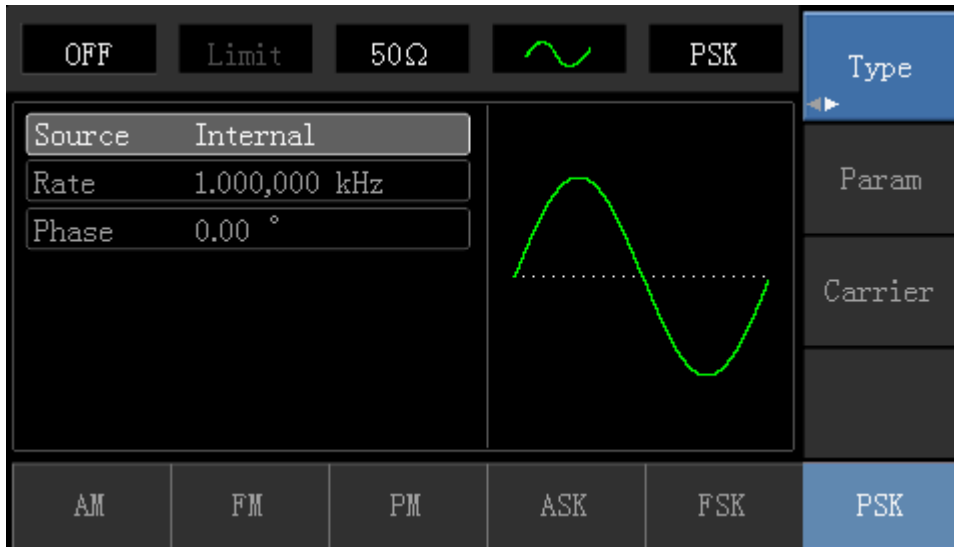 OFF Limit 50Ω PSK
Type
Source Internal
Rate 1.000,000 kHz
Phase 0.00 °
Param
Carrier
AM FM PM ASK FSK PSK